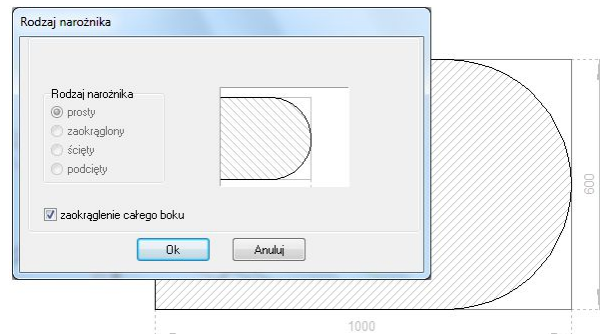 Rodzaj narożnika
Rodzaj narożnika
prosty
zaokrąglony
ścięty
podcięty
zaokrąglenie całego boku
Ok
Anuluj
600
1000